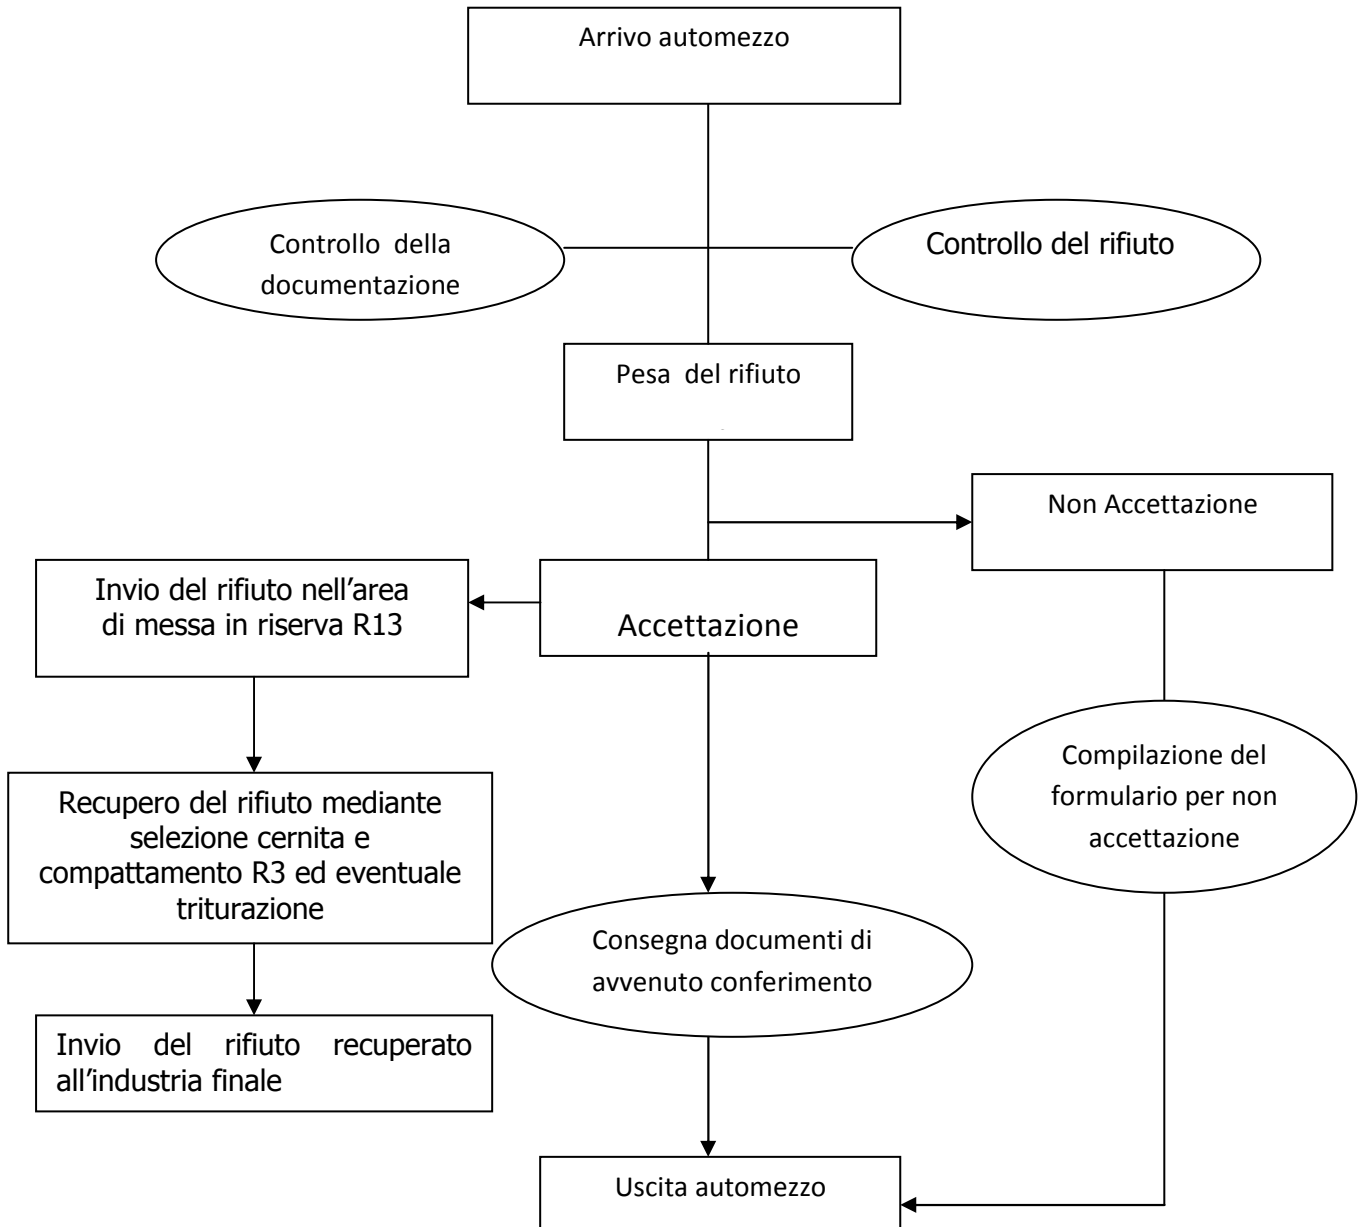 Arrivo automezzo
Controllo della
documentazione
Controllo del rifiuto
Pesa del rifiuto
Non Accettazione
Invio del rifiuto nell’area
di messa in riserva R13
Accettazione
Recupero del rifiuto mediante
selezione cernita e
compattamento R3 ed eventuale
triturazione
Compilazione del
formulario per non
accettazione
Consegna documenti di
avvenuto conferimento
Invio del rifiuto recuperato
all’industria finale
Uscita automezzo